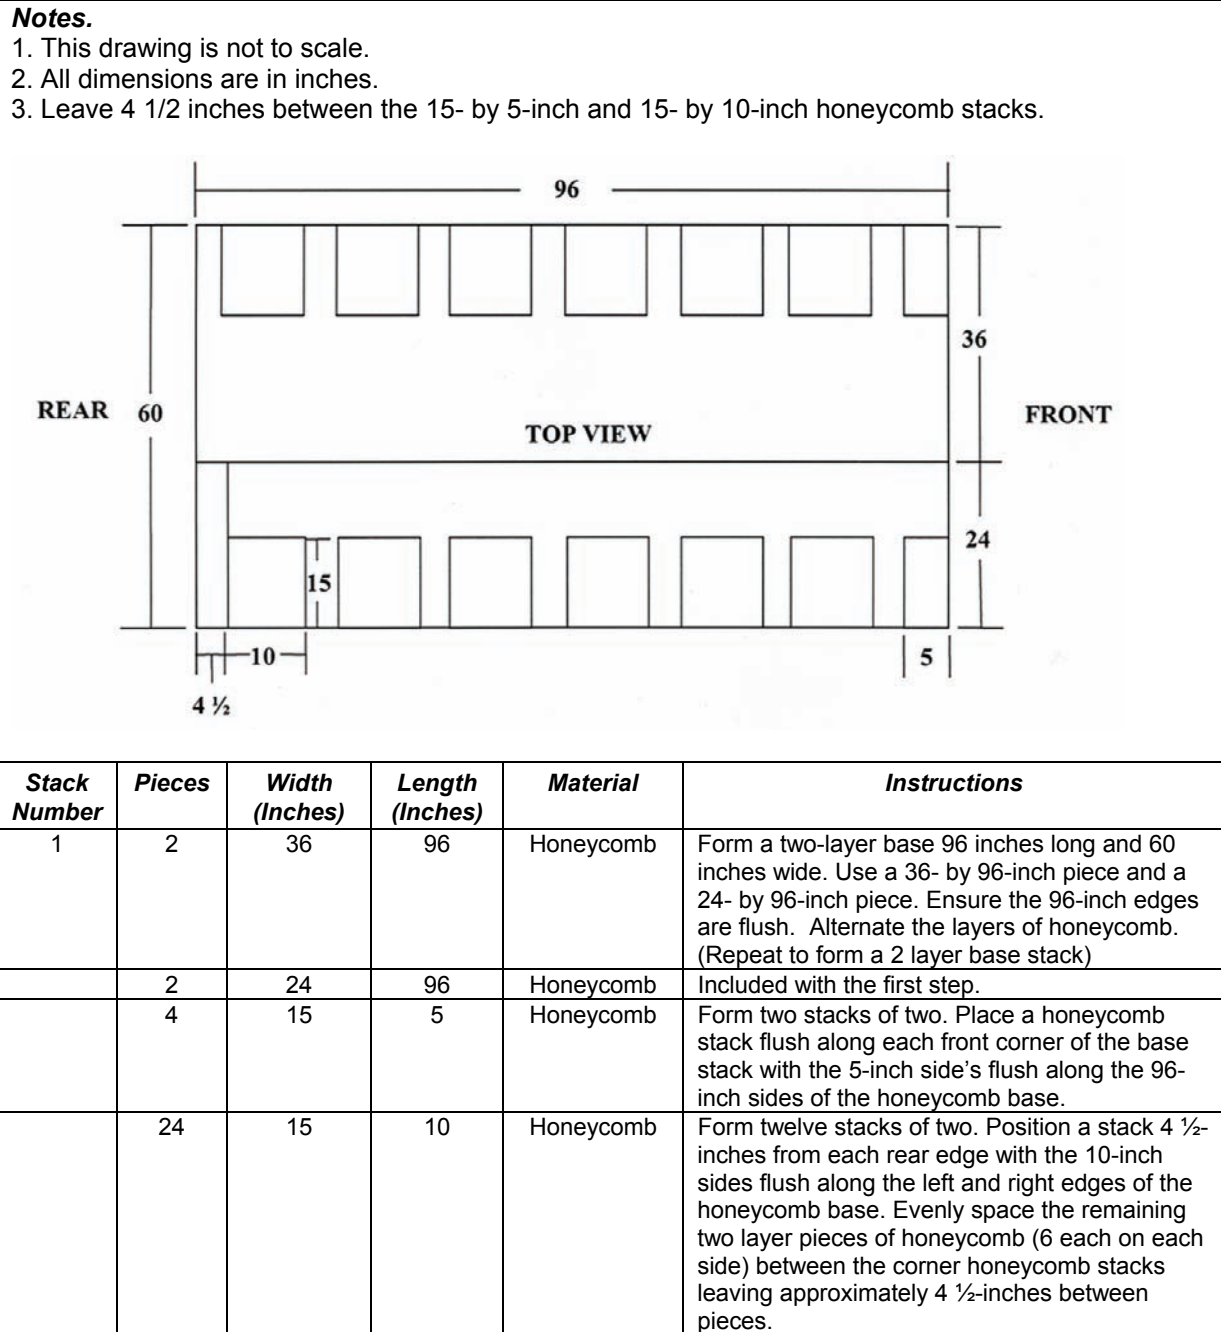 Notes.
1. This drawing is not to scale.
2. All dimensions are in inches.
3. Leave 4 1/2 inches between the 15- by 5-inch and 15- by 10-inch honeycomb stacks.
96
36
REAR
60
FRONT
TOP VIEW
24
15
10
5
4 ½
Stack Number
Pieces
Width (Inches)
Length (Inches)
Material
Instructions
1
2
36
96
Honeycomb
Form a two-layer base 96 inches long and 60
inches wide. Use a 36- by 96-inch piece and a
24- by 96-inch piece. Ensure the 96-inch edges
are flush.  Alternate the layers of honeycomb.
(Repeat to form a 2 layer base stack)
2
24
96
Honeycomb
Included with the first step.
4
15
5
Honeycomb
Form two stacks of two. Place a honeycomb
stack flush along each front corner of the base
stack with the 5-inch side’s flush along the 96-
inch sides of the honeycomb base.
24
15
10
Honeycomb
Form twelve stacks of two. Position a stack 4 ½-
inches from each rear edge with the 10-inch
sides flush along the left and right edges of the
honeycomb base. Evenly space the remaining
two layer pieces of honeycomb (6 each on each
side) between the corner honeycomb stacks
leaving approximately 4 ½-inches between
pieces.